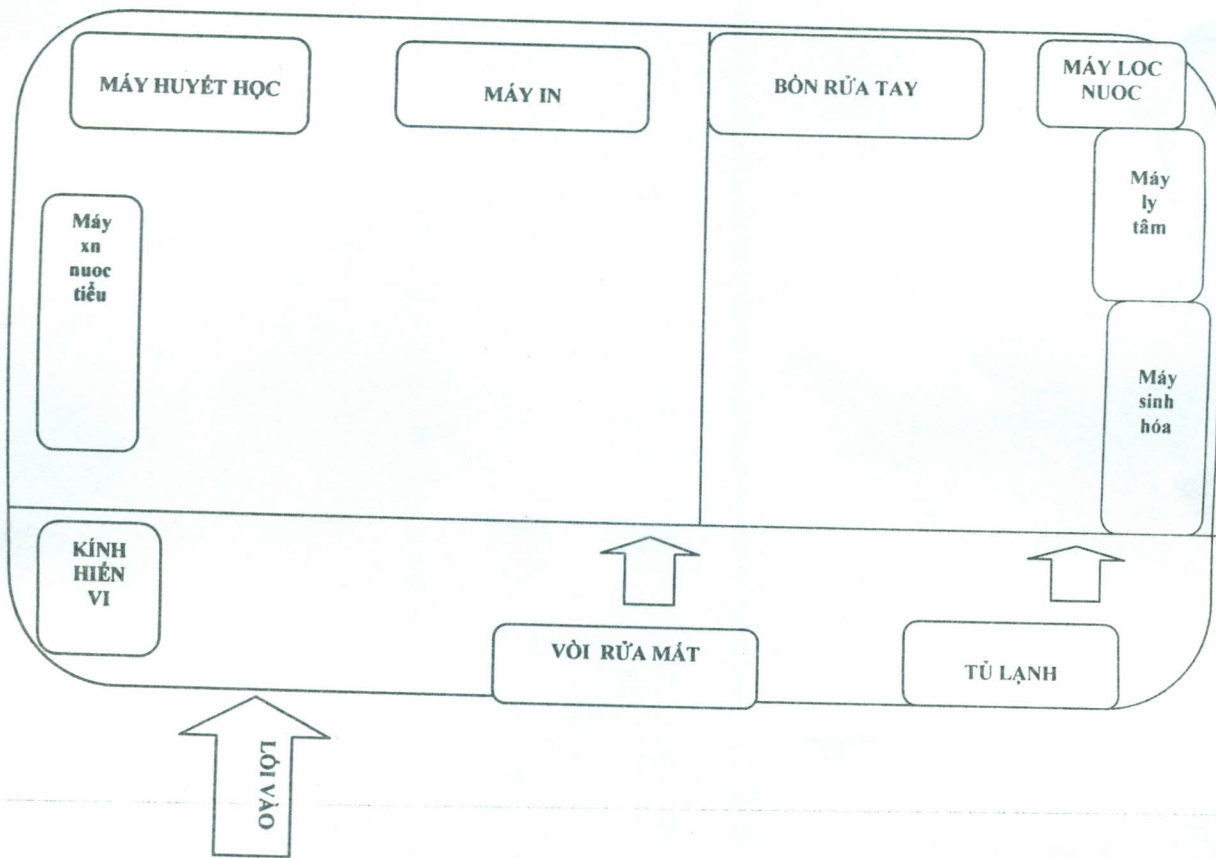 MÁY HUYẾT HỌC
MÁY IN
BỒN RỬA TAY
MÁY LOC
NUOC
Máy
xn
nuoc
tiểu
Máy
ly
tâm
Máy
sinh
hóa
KÍNH
HIỂN
VI
VÒI RỬA MẮT
TỦ LẠNH
LỐI VÀO